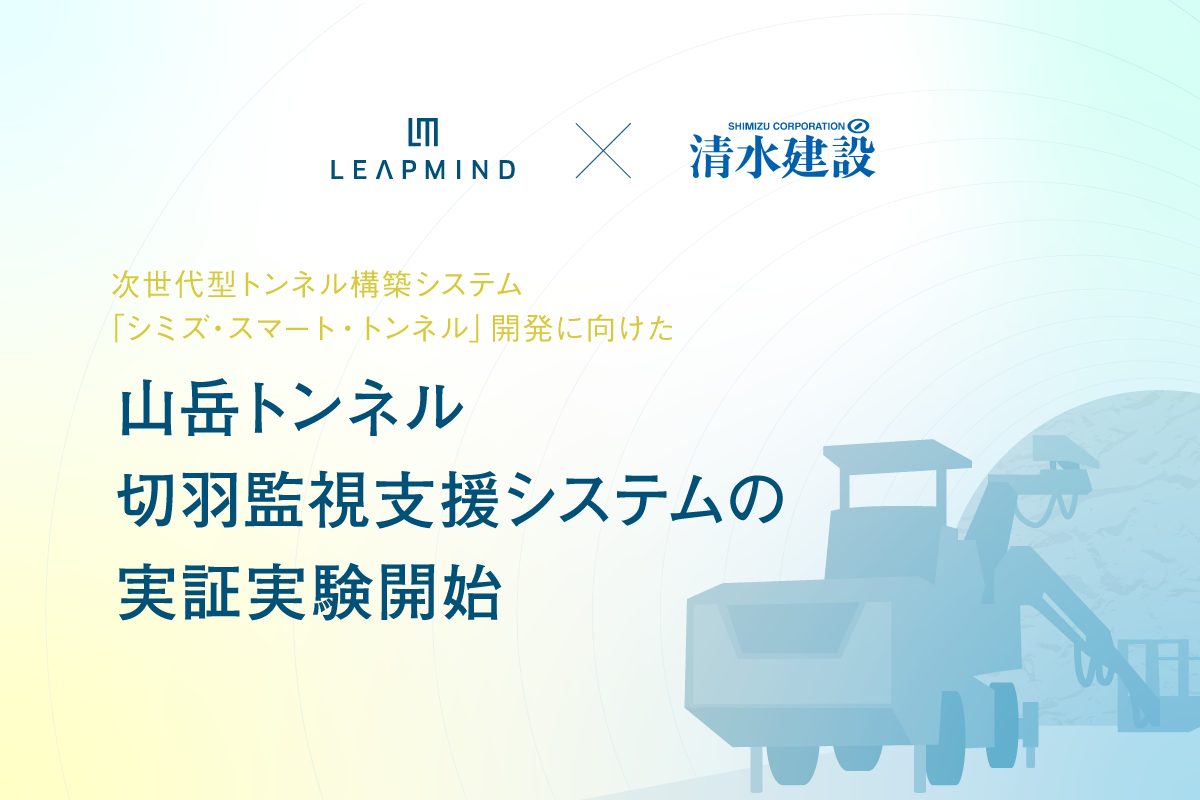 LM
LEAPMIND
SHIMIZU CORPORATION
清水建設
次世代型トンネル構築システム
「シミズ・スマート・トンネル」開発に向けた
山岳トンネル
切羽監視支援システムの
実証実験開始